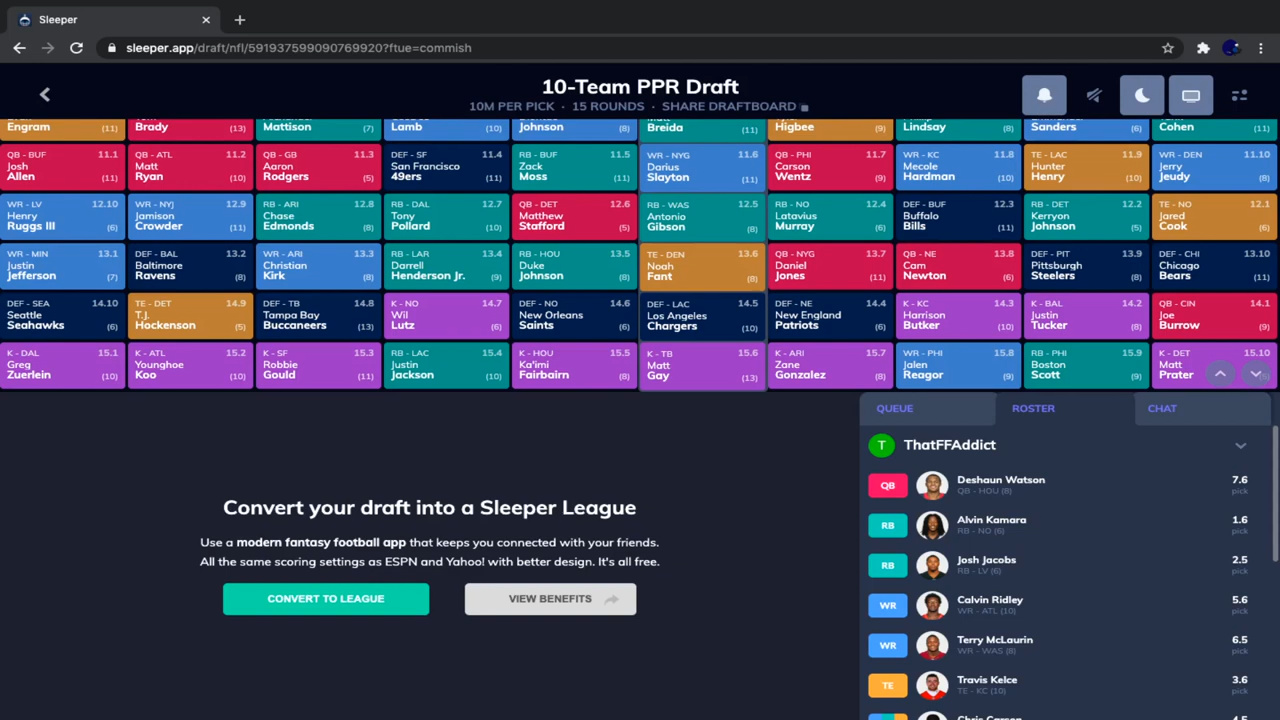 Sleeper
sleeper.app/draft/nfl/591937599090769920?ftue=commish
10-Team PPR Draft
10M PER PICK · 15 ROUNDS · SHARE DRAFTBOARD
Engram (11) Brady (13) Mattison (7) Lamb (10) Johnson (8) Breida (11) Higbee (9) Lindsay (8) Sanders (6) Cohen (11)
QB - BUF 11.1 QB - ATL 11.2 QB - GB 11.3 DEF - SF 11.4 RB - BUF 11.5 WR - NYG 11.6 QB - PHI 11.7 WR - KC 11.8 TE - LAC 11.9 WR - DEN 11.10
Josh Matt Aaron San Francisco Zack Darius Carson Mecole Hunter Jerry
Allen (11) Ryan (10) Rodgers (5) 49ers (11) Moss (11) Slayton (11) Wentz (9) Hardman (10) Henry (10) Jeudy (8)
WR - LV 12.10 WR - NYJ 12.9 RB - ARI 12.8 RB - DAL 12.7 QB - DET 12.6 RB - WAS 12.5 RB - NO 12.4 DEF - BUF 12.3 RB - DET 12.2 TE - NO 12.1
Henry Jamison Chase Tony Matthew Antonio Latavius Buffalo Kerryon Jared
Ruggs III (6) Crowder (11) Edmonds (8) Pollard (10) Stafford (5) Gibson (8) Murray (6) Bills (11) Johnson (5) Cook (6)
WR - MIN 13.1 DEF - BAL 13.2 WR - ARI 13.3 RB - LAR 13.4 RB - HOU 13.5 TE - DEN 13.6 QB - NYG 13.7 QB - NE 13.8 DEF - PIT 13.9 DEF - CHI 13.10
Justin Baltimore Christian Darrell Duke Noah Daniel Cam Pittsburgh Chicago
Jefferson (7) Ravens (8) Kirk (8) Henderson Jr. (9) Johnson (8) Fant (8) Jones (11) Newton (6) Steelers (8) Bears (11)
DEF - SEA 14.10 TE - DET 14.9 DEF - TB 14.8 K - NO 14.7 DEF - NO 14.6 DEF - LAC 14.5 DEF - NE 14.4 K - KC 14.3 K - BAL 14.2 QB - CIN 14.1
Seattle T.J. Tampa Bay Wil New Orleans Los Angeles New England Harrison Justin Joe
Seahawks (6) Hockenson (5) Buccaneers (13) Lutz (6) Saints (6) Chargers (10) Patriots (6) Butker (10) Tucker (8) Burrow (9)
K - DAL 15.1 K - ATL 15.2 K - SF 15.3 RB - LAC 15.4 K - HOU 15.5 K - TB 15.6 K - ARI 15.7 WR - PHI 15.8 RB - PHI 15.9 K - DET 15.10
Greg Younghoe Robbie Justin Ka'imi Matt Zane Jalen Boston Matt
Zuerlein (10) Koo (10) Gould (11) Jackson (10) Fairbairn (8) Gay (13) Gonzalez (8) Reagor (9) Scott (9) Prater
QUEUE ROSTER CHAT
T ThatFFAddict
QB Deshaun Watson 7.6
QB - HOU (8) pick
RB Alvin Kamara 1.6
RB - NO (6) pick
RB Josh Jacobs 2.5
RB - LV (6) pick
WR Calvin Ridley 5.6
WR - ATL (10) pick
WR Terry McLaurin 6.5
WR - WAS (8) pick
TE Travis Kelce 3.6
TE - KC (10) pick
Convert your draft into a Sleeper League
Use a modern fantasy football app that keeps you connected with your friends.
All the same scoring settings as ESPN and Yahoo! with better design. It's all free.
CONVERT TO LEAGUE VIEW BENEFITS